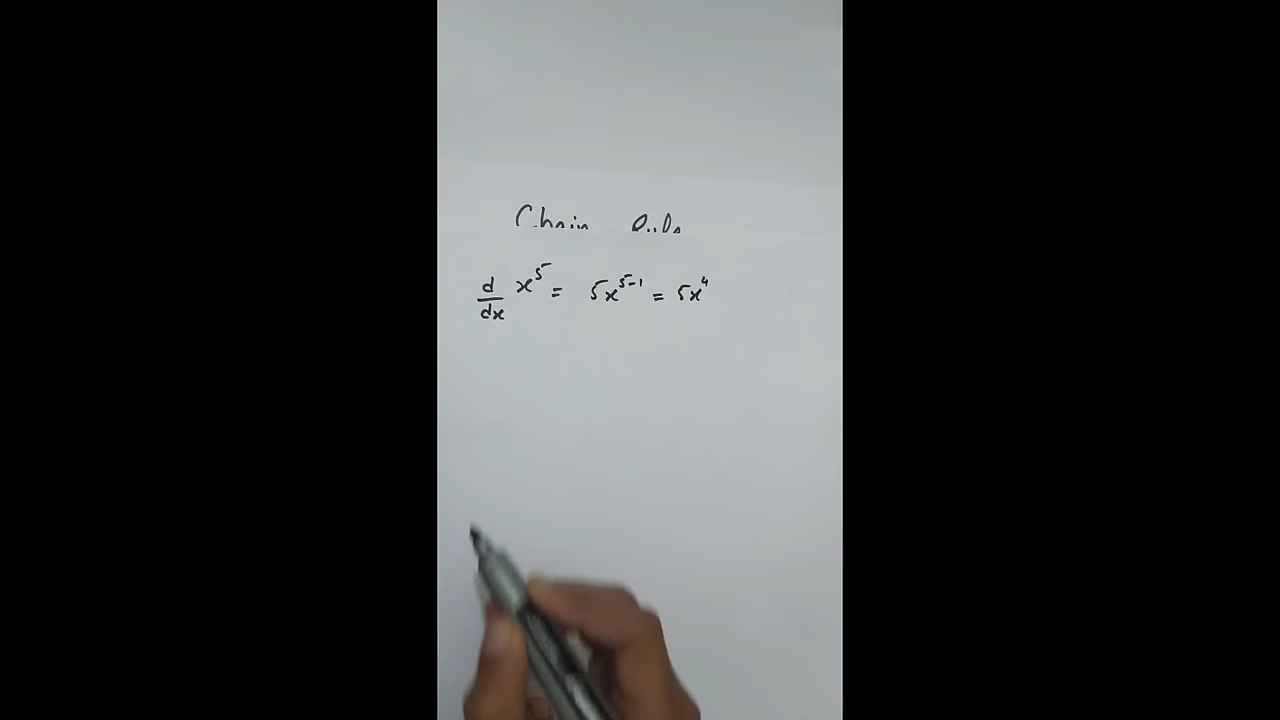 Chain Rule
d/dx x^5 = 5x^{5-1} = 5x^4